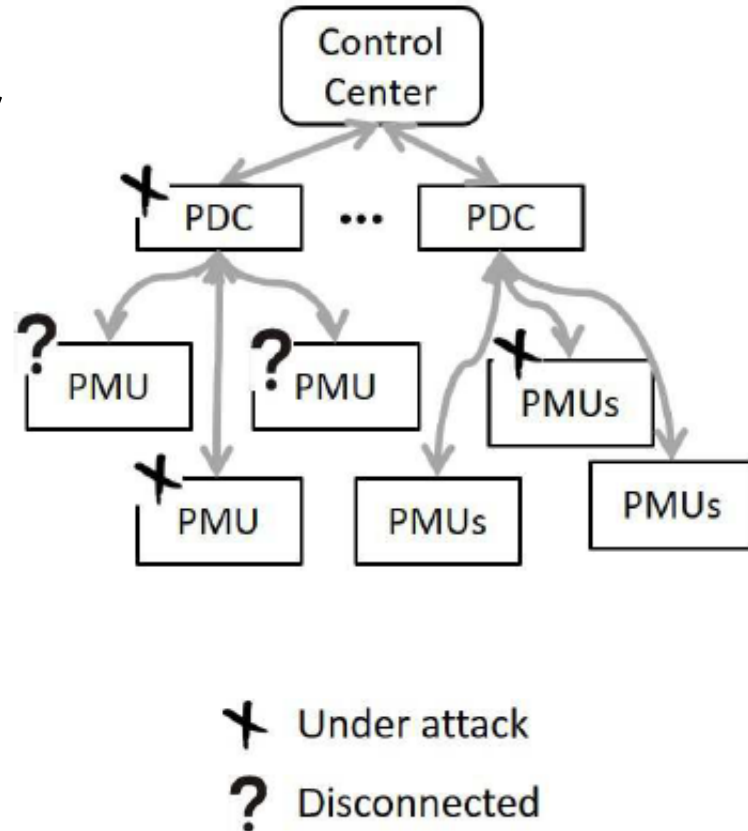 Control
Center
PDC
...
PDC
PMU
PMU
PMUs
PMU
PMUs
PMUs
Under attack
? Disconnected